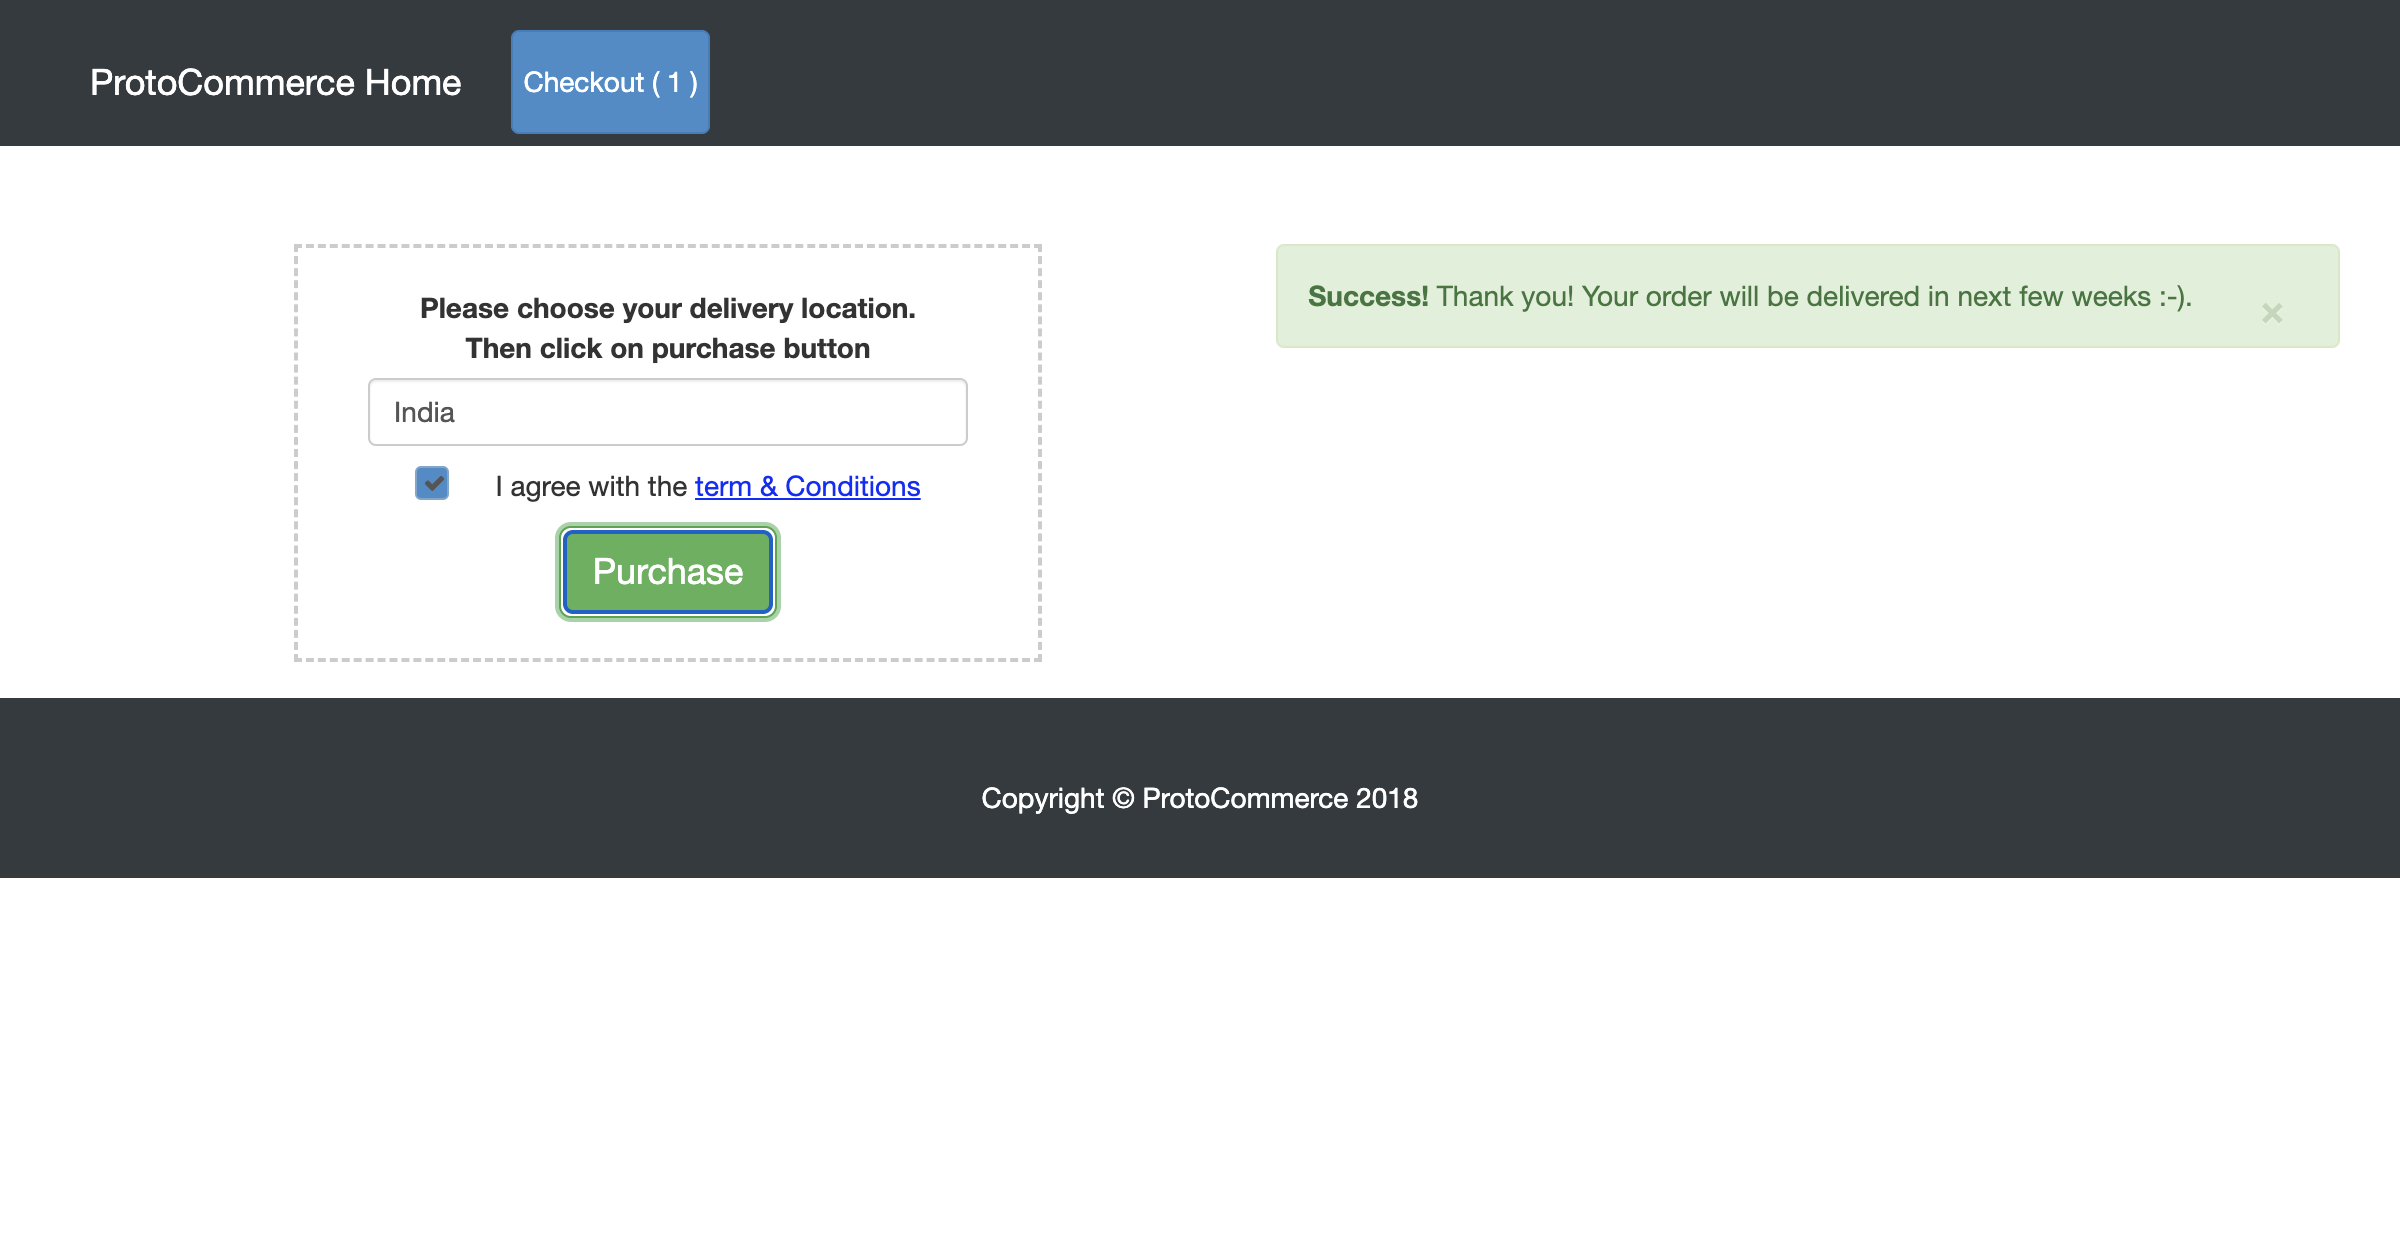 ProtoCommerce Home
Checkout ( 1 )
Please choose your delivery location.
Then click on purchase button
India
I agree with the term & Conditions
Purchase
Success! Thank you! Your order will be delivered in next few weeks :-).
×
Copyright © ProtoCommerce 2018